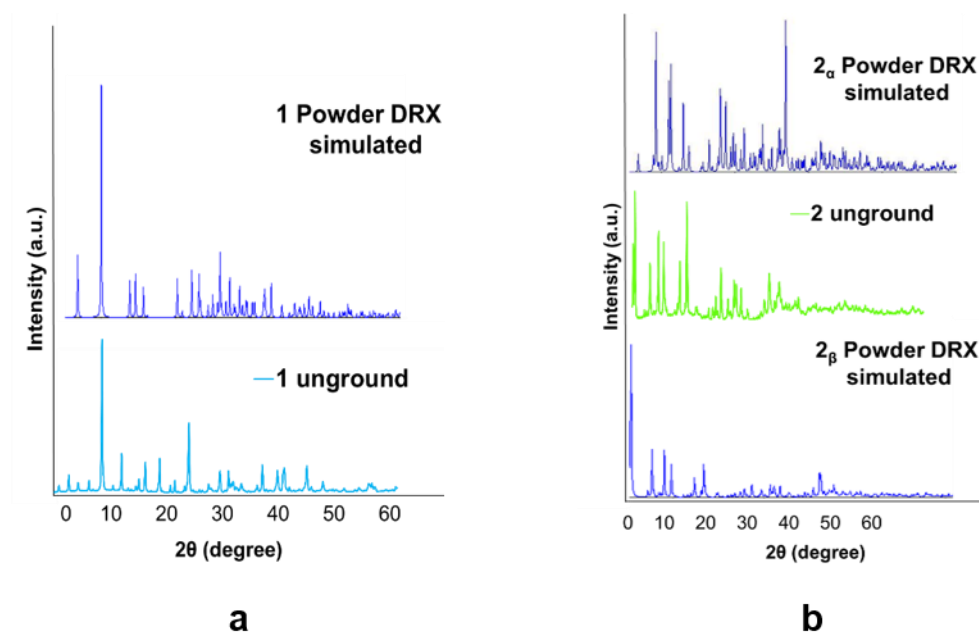 1 Powder DRX
simulated
1 unground
Intensity (a.u.)
0 10 20 30 40 50 60
2θ (degree)
a
2α Powder DRX
simulated
2 unground
2β Powder DRX
simulated
Intensity (a.u.)
0 10 20 30 40 50 60
2θ (degree)
b